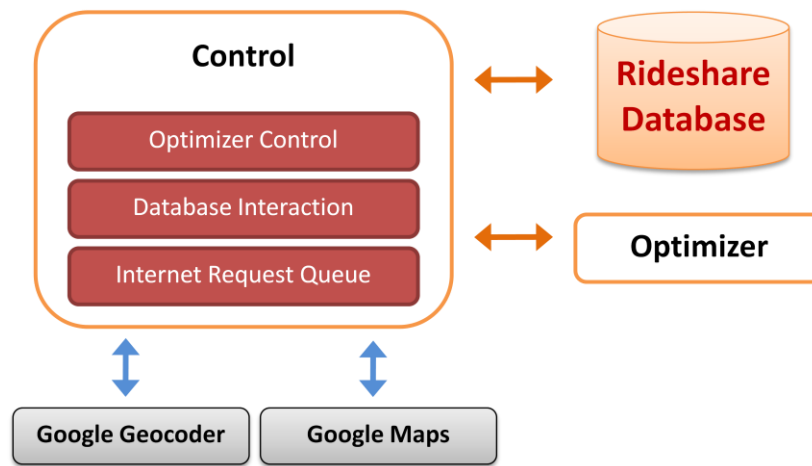 Control
Optimizer Control
Database Interaction
Internet Request Queue
Rideshare
Database
Optimizer
Google Geocoder
Google Maps